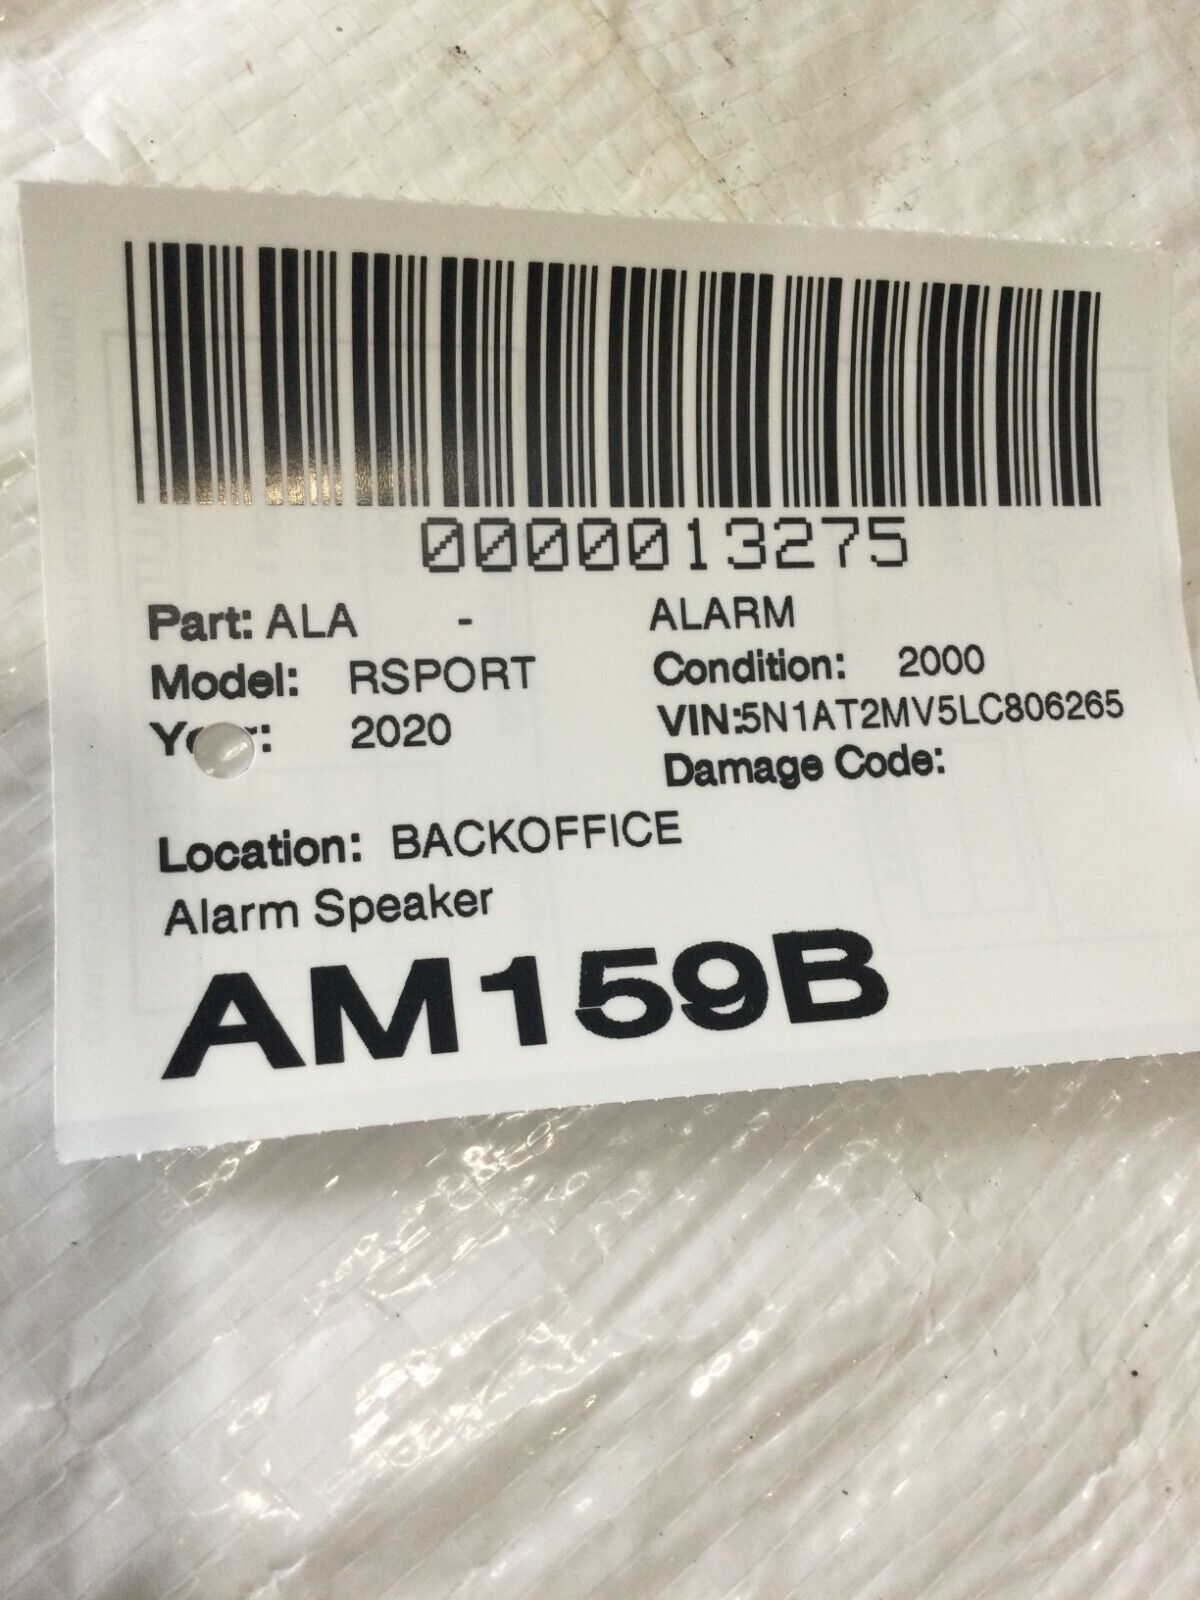 0000013275
Part: ALA - ALARM
Model: RSPORT Condition: 2000
2020 VIN:5N1AT2MV5LC806265
Damage Code:
Location: BACKOFFICE
Alarm Speaker
AM159B